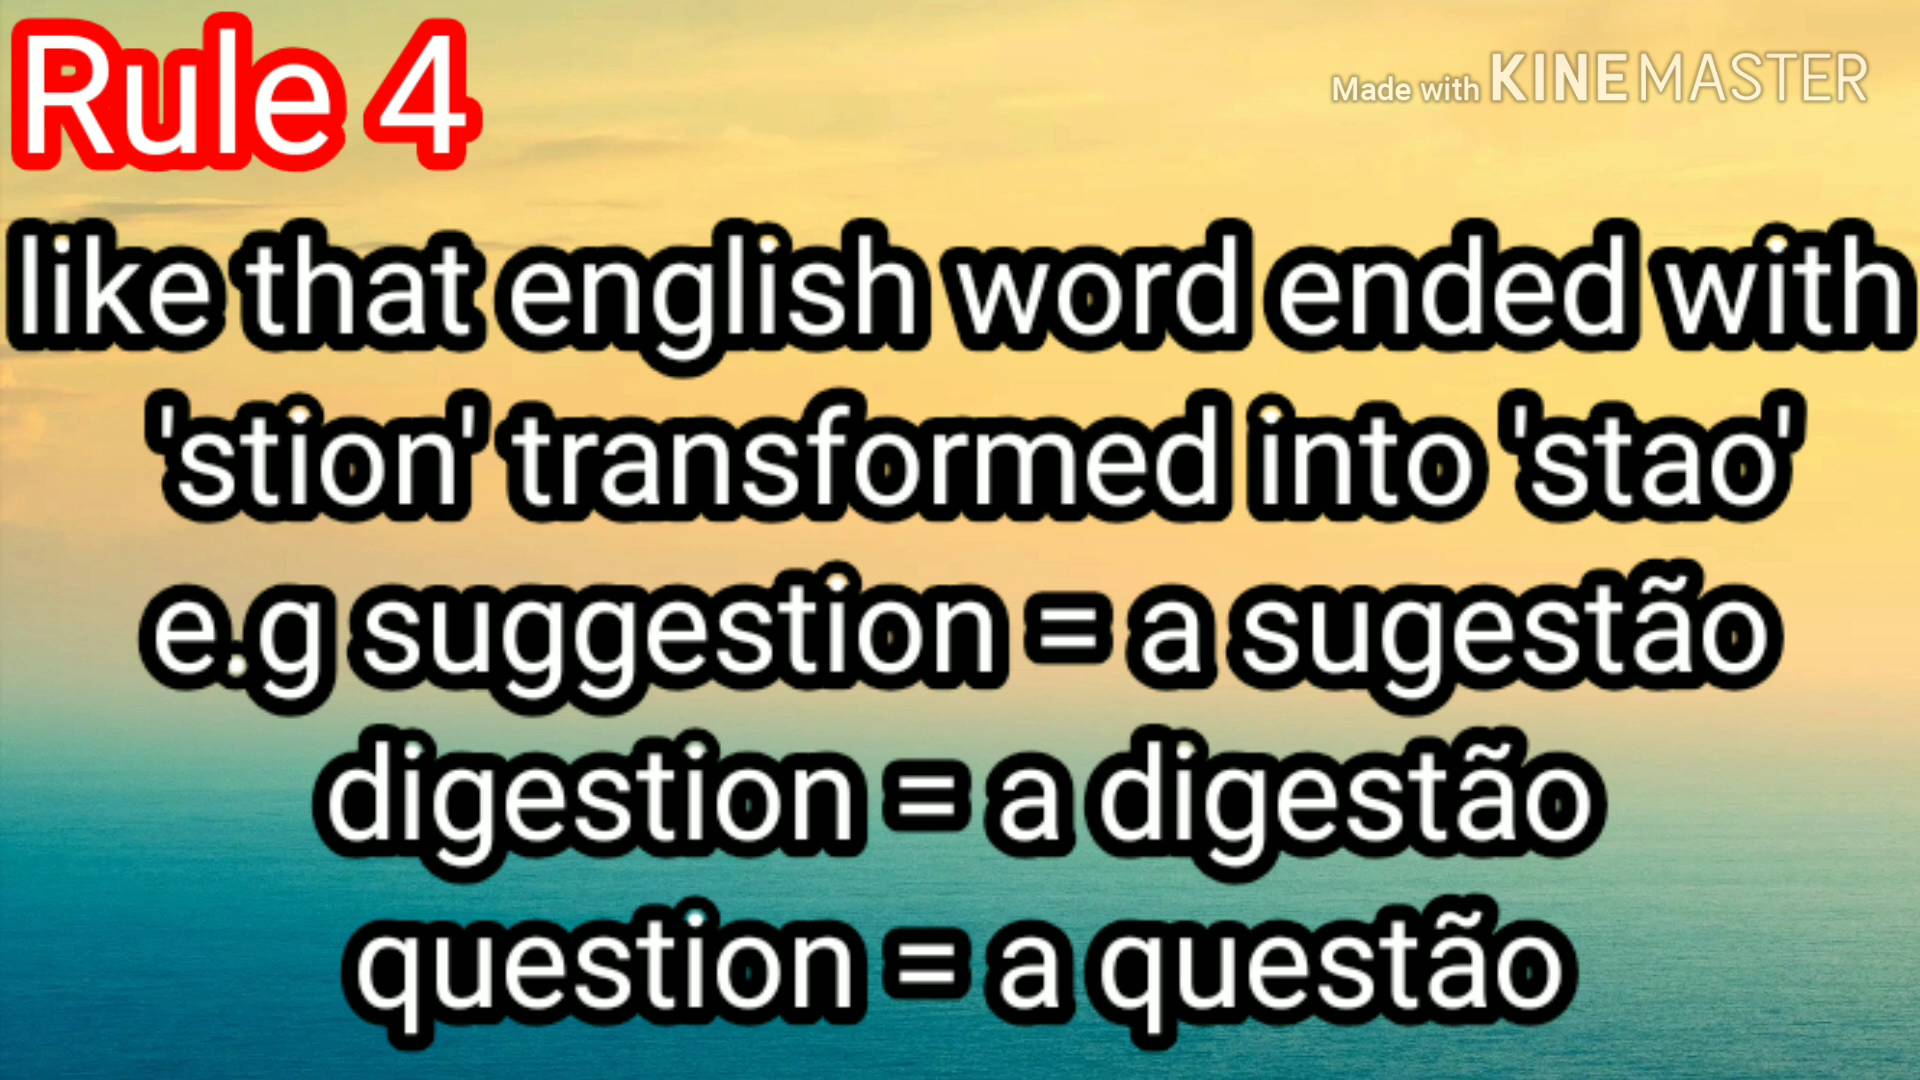 Rule 4
Made with KINEMASTER
like that english word ended with
'stion' transformed into 'stao'
e.g suggestion = a sugestão
digestion = a digestão
question = a questão